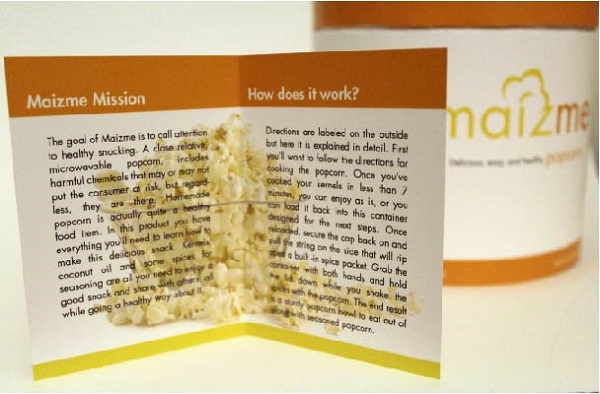 Maizme Mission
The goal of Maizme is to call attention
to healthy snacking. A close relative,
microwavable popcorn, includes
harmful chemicals that may or may not
put the consumer at risk, but regard-
less, they are there. Homemade
popcorn is actually quite a healthy
food item. In this product you have
everything you'll need to learn how to
make this delicious snack. Kernels
coconut oil and some spices for
seasoning are all you need to enjoy a
good snack and share with others all
while going a healthy way about it.
How does it work?
Directions are labeled on the outside
but here it is explained in detail. First
you'll want to follow the directions for
cooking the popcorn. Once you've
cooked your kernels in less than 7
minutes, you can enjoy as is, or you
can load it back into this container
designed for the next steps. Once
reloaded, secure the cap back on and
pull the string on the side that will rip
open a built-in spice packet. Grab the
container with both hands and hold
the lid down while you shake the
spices with the popcorn. The end result
is a sturdy popcorn bowl to eat out of
along with seasoned popcorn.
maizme
Delicious, easy and healthy popcorn